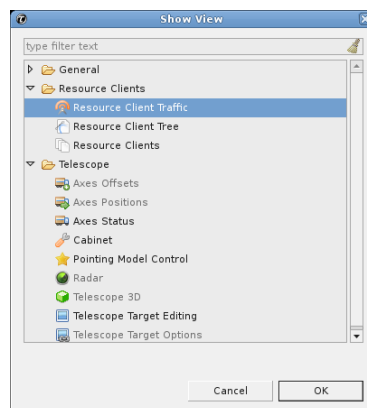 Show View
type filter text
General
Resource Clients
Resource Client Traffic
Resource Client Tree
Resource Clients
Telescope
Axes Offsets
Axes Positions
Axes Status
Cabinet
Pointing Model Control
Radar
Telescope 3D
Telescope Target Editing
Telescope Target Options
Cancel OK